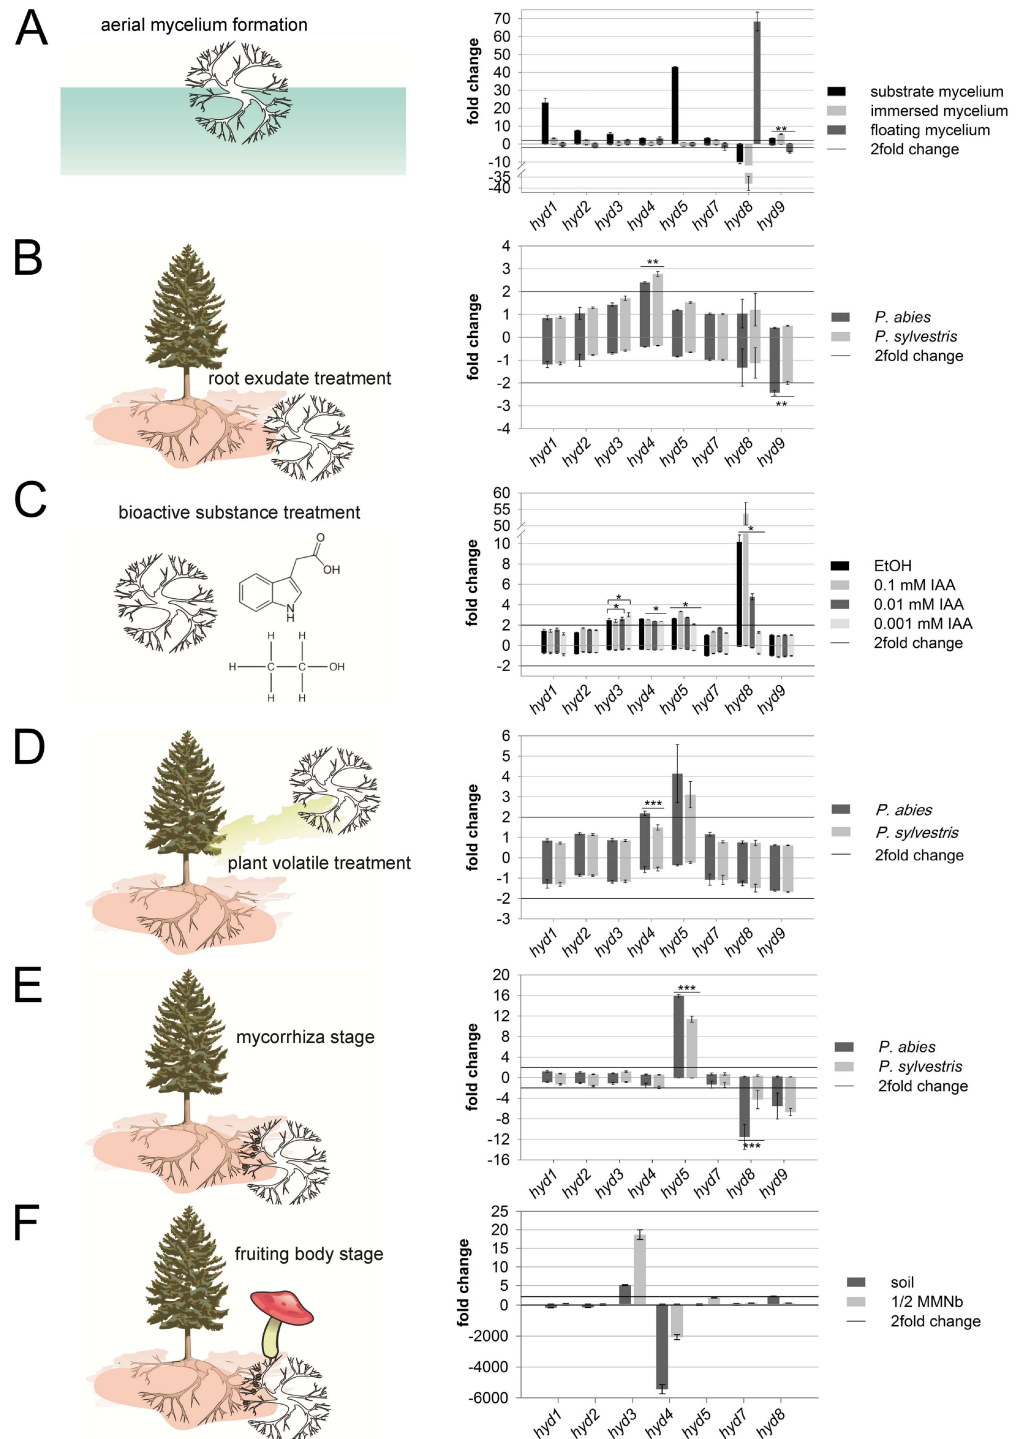 A
aerial mycelium formation
fold change
70
60
50
40
30
20
10
0
-10
-35
-40
hyd1 hyd2 hyd3 hyd4 hyd5 hyd7 hyd8 hyd9
**
substrate mycelium
immersed mycelium
floating mycelium
2fold change
B
root exudate treatment
fold change
4
3
2
1
0
-1
-2
-3
-4
**
**
hyd1 hyd2 hyd3 hyd4 hyd5 hyd7 hyd8 hyd9
P. abies
P. sylvestris
2fold change
C
bioactive substance treatment
O
OH
N
H
H H
H C C OH
H H
fold change
60
55
50
10
8
6
4
2
0
-2
*
*
*
*
*
hyd1 hyd2 hyd3 hyd4 hyd5 hyd7 hyd8 hyd9
EtOH
0.1 mM IAA
0.01 mM IAA
0.001 mM IAA
2fold change
D
plant volatile treatment
fold change
6
5
4
3
2
1
0
-1
-2
-3
***
hyd1 hyd2 hyd3 hyd4 hyd5 hyd7 hyd8 hyd9
P. abies
P. sylvestris
2fold change
E
mycorrhiza stage
fold change
20
16
12
8
4
0
-4
-8
-12
-16
***
***
hyd1 hyd2 hyd3 hyd4 hyd5 hyd7 hyd8 hyd9
P. abies
P. sylvestris
2fold change
F
fruiting body stage
fold change
25
20
15
10
5
0
-2000
-4000
-6000
hyd1 hyd2 hyd3 hyd4 hyd5 hyd7 hyd8
soil
1/2 MMNb
2fold change